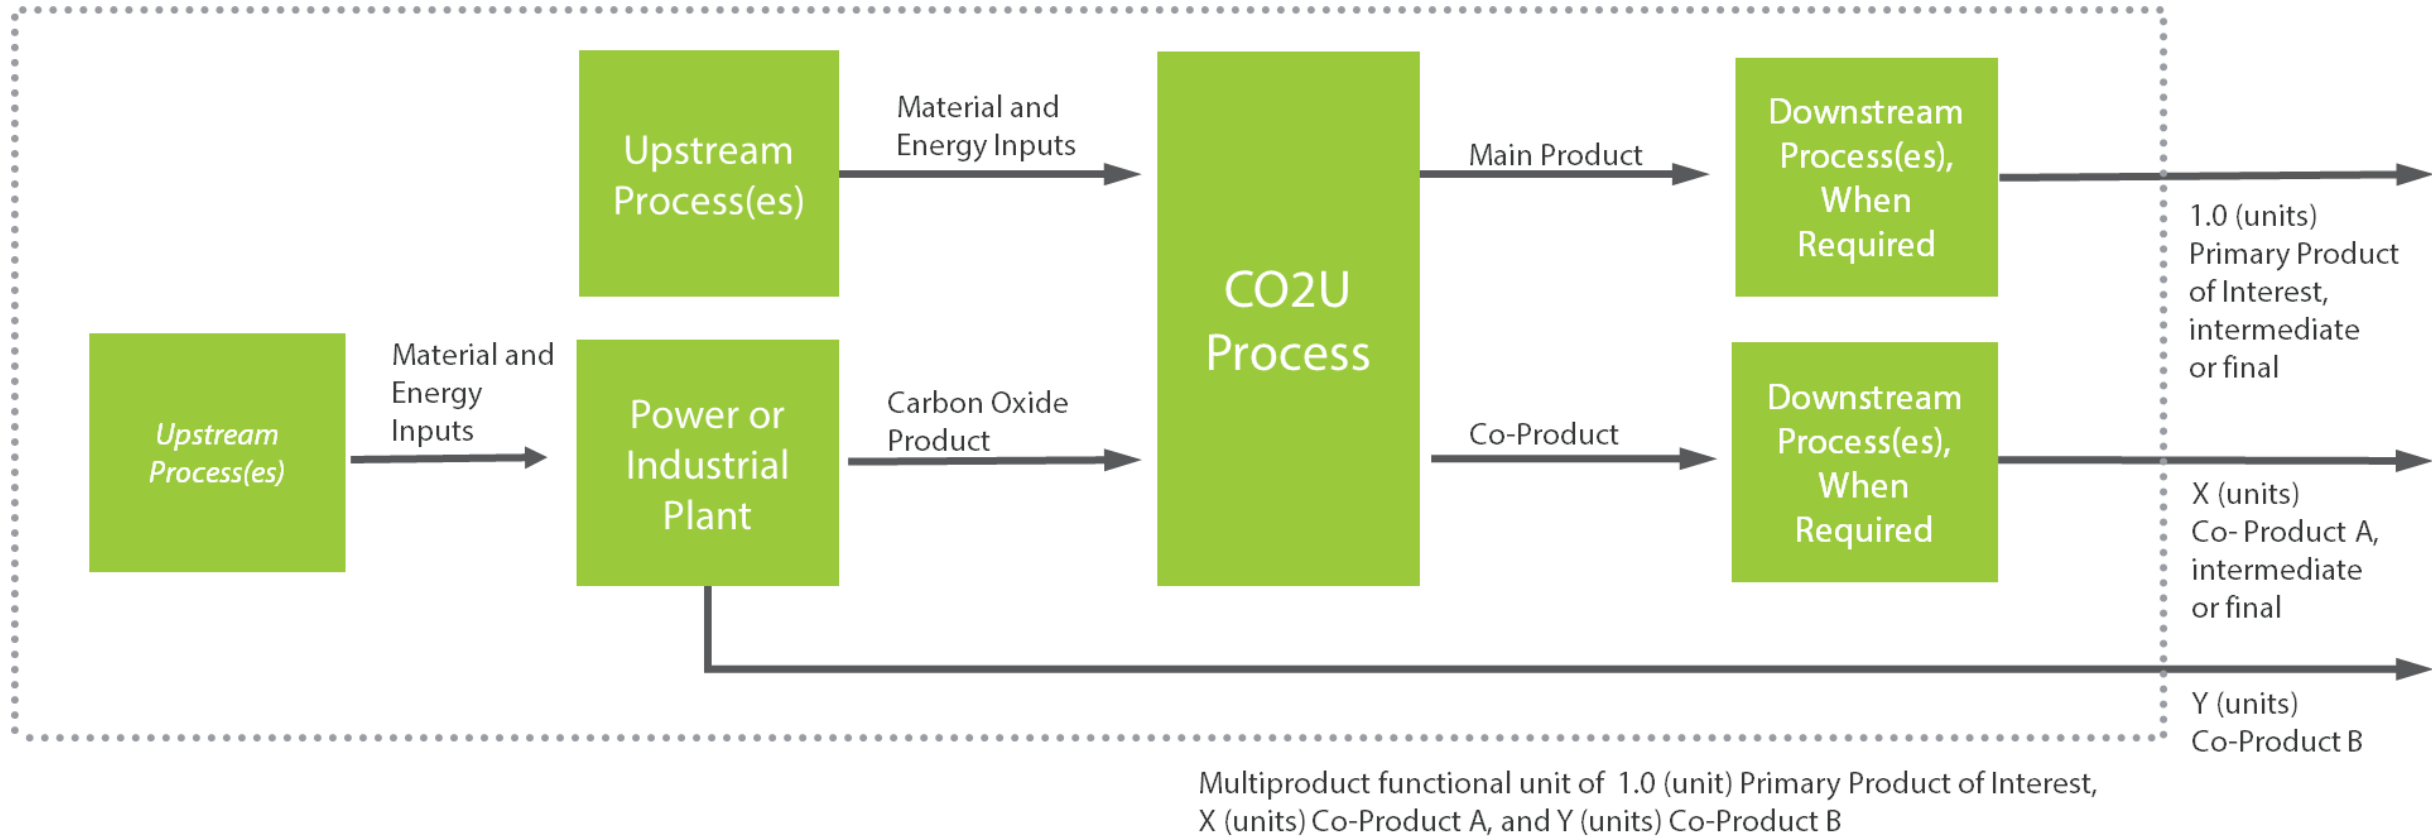 Upstream
Process(es)
Material and
Energy Inputs
CO2U
Process
Main Product
Downstream
Process(es),
When
Required
1.0 (units)
Primary Product
of Interest,
intermediate
or final
Upstream
Process(es)
Material and
Energy
Inputs
Power or
Industrial
Plant
Carbon Oxide
Product
Co-Product
Downstream
Process(es),
When
Required
X (units)
Co- Product A,
intermediate
or final
Y (units)
Co-Product B
Multiproduct functional unit of 1.0 (unit) Primary Product of Interest,
X (units) Co-Product A, and Y (units) Co-Product B